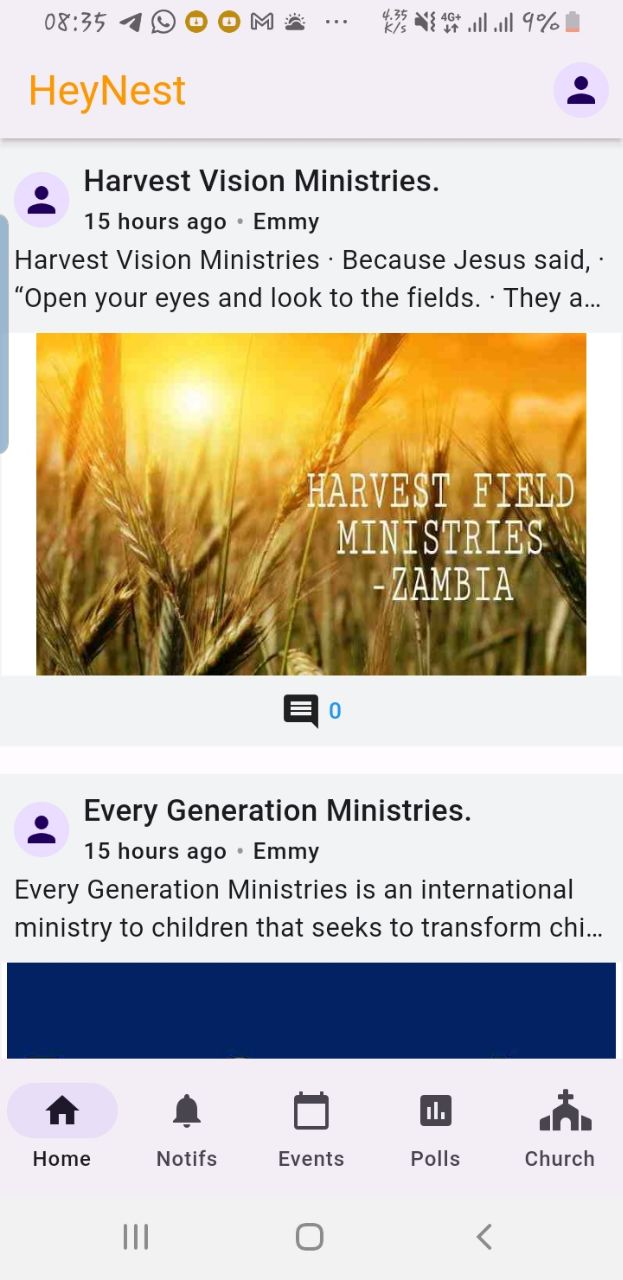 08:35
4.35 K/s 4G+ 9%
HeyNest
Harvest Vision Ministries.
15 hours ago • Emmy
Harvest Vision Ministries · Because Jesus said, ·
“Open your eyes and look to the fields. · They a...
HARVEST FIELD
MINISTRIES
-ZAMBIA
0
Every Generation Ministries.
15 hours ago • Emmy
Every Generation Ministries is an international
ministry to children that seeks to transform chi...
Home Notifs Events Polls Church